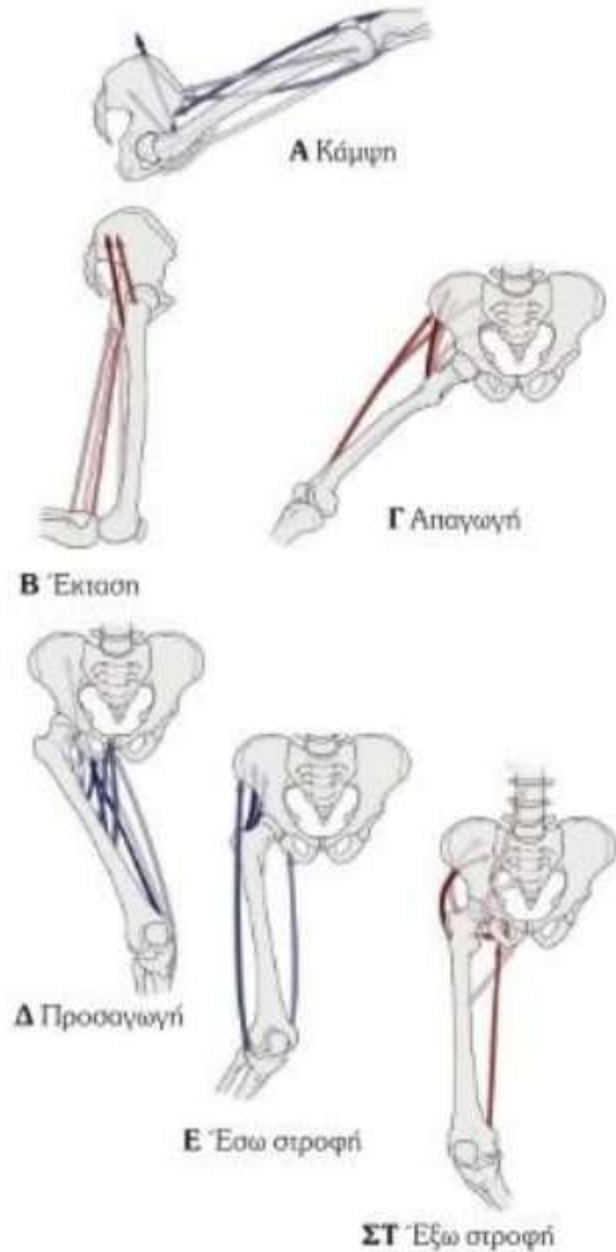 Α Κάμψη
Β Έκταση
Γ Απαγωγή
Δ Προσαγωγή
Ε Έσω στροφή
ΣΤ Έξω στροφή